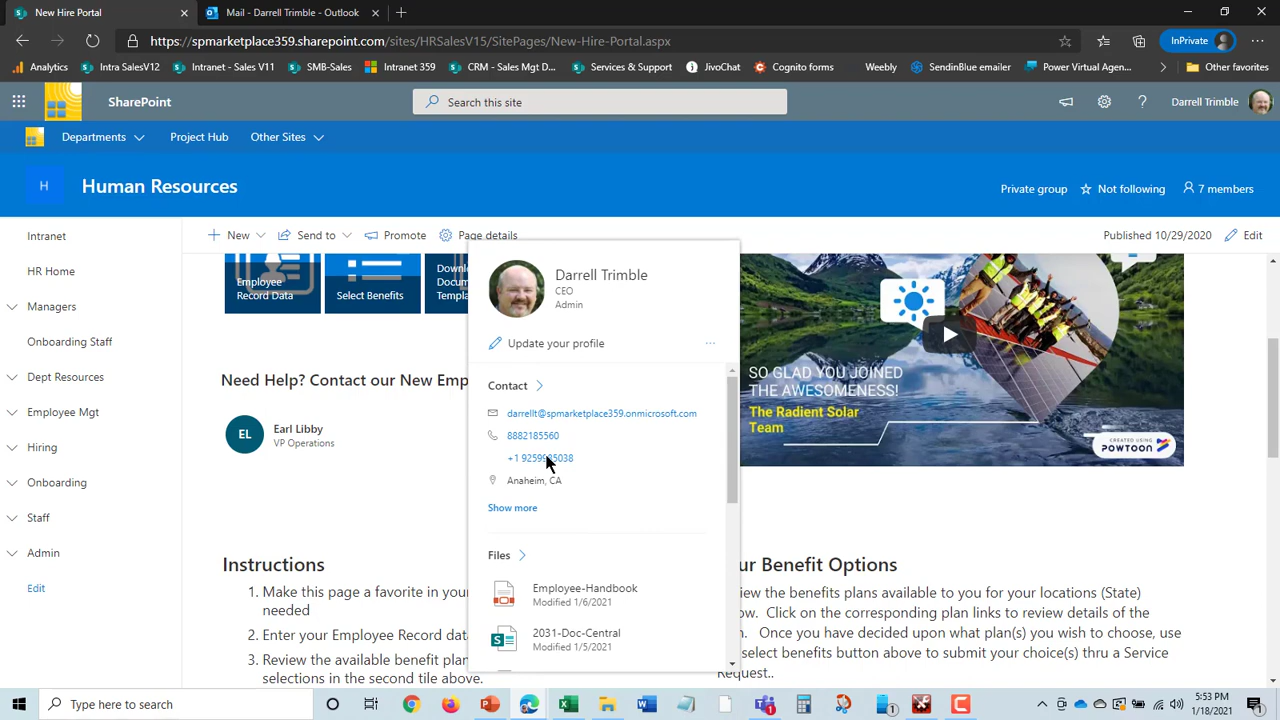 New Hire Portal
Mail - Darrell Trimble - Outlook
https://spmarketplace359.sharepoint.com/sites/HRSalesV15/SitePages/New-Hire-Portal.aspx
InPrivate
Analytics
Intra SalesV12
Intranet - Sales V11
SMB-Sales
Intranet 359
CRM - Sales Mgt D...
Services & Support
JivoChat
Cognito forms
Weebly
SendinBlue emailer
Power Virtual Agen...
Other favorites
SharePoint
Search this site
Darrell Trimble
Departments
Project Hub
Other Sites
H
Human Resources
Private group
Not following
7 members
New
Send to
Promote
Page details
Published 10/29/2020
Edit
Intranet
HR Home
Managers
Onboarding Staff
Dept Resources
Employee Mgt
Hiring
Onboarding
Staff
Admin
Edit
Employee
Record Data
Select Benefits
Downl
Docum
Templa
Need Help? Contact our New Emp
EL
Earl Libby
VP Operations
Darrell Trimble
CEO
Admin
Update your profile
Contact
darrellt@spmarketplace359.onmicrosoft.com
8882185560
Anaheim, CA
Show more
Files
Employee-Handbook
Modified 1/6/2021
2031-Doc-Central
Modified 1/5/2021
SO GLAD YOU JOINED
THE AWESOMENESS!
The Radient Solar
Team
CREATED USING
POWTOON
Instructions
1. Make this page a favorite in your
needed
2. Enter your Employee Record data
3. Review the available benefit plan
selections in the second tile above.
ur Benefit Options
view the benefits plans available to you for your locations (State)
ow. Click on the corresponding plan links to review details of the
n. Once you have decided upon what plan(s) you wish to choose, use
select benefits button above to submit your choice(s) thru a Service
Request..
Type here to search
5:53 PM
1/18/2021